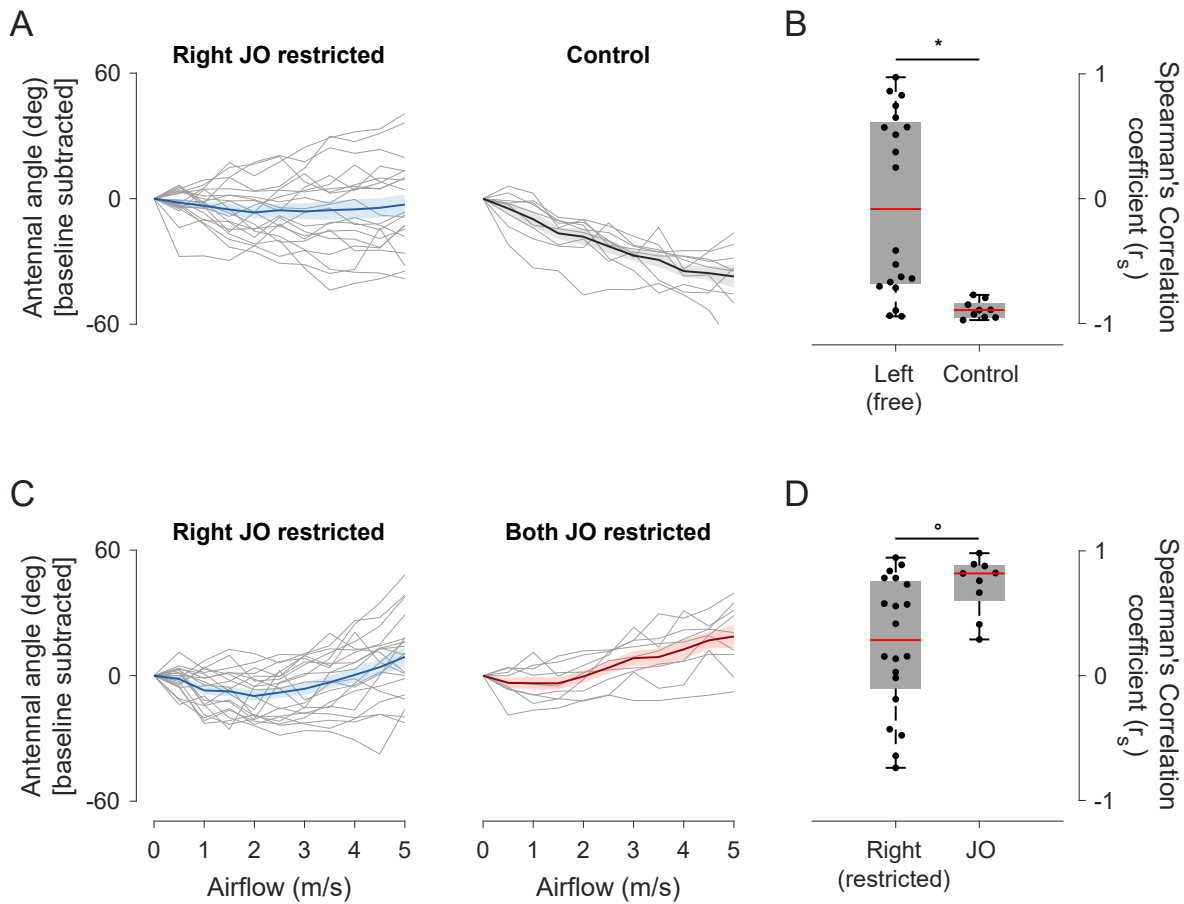 A
Right JO restricted
Control
60
0
-60
Antennal angle (deg)
[baseline subtracted]
B
*
1
0
-1
Spearman's Correlation
coefficient (r_s)
Left
(free)
Control
C
Right JO restricted
Both JO restricted
60
0
-60
Antennal angle (deg)
[baseline subtracted]
0 1 2 3 4 5
Airflow (m/s)
0 1 2 3 4 5
Airflow (m/s)
D
°
1
0
-1
Spearman's Correlation
coefficient (r_s)
Right
(restricted)
JO